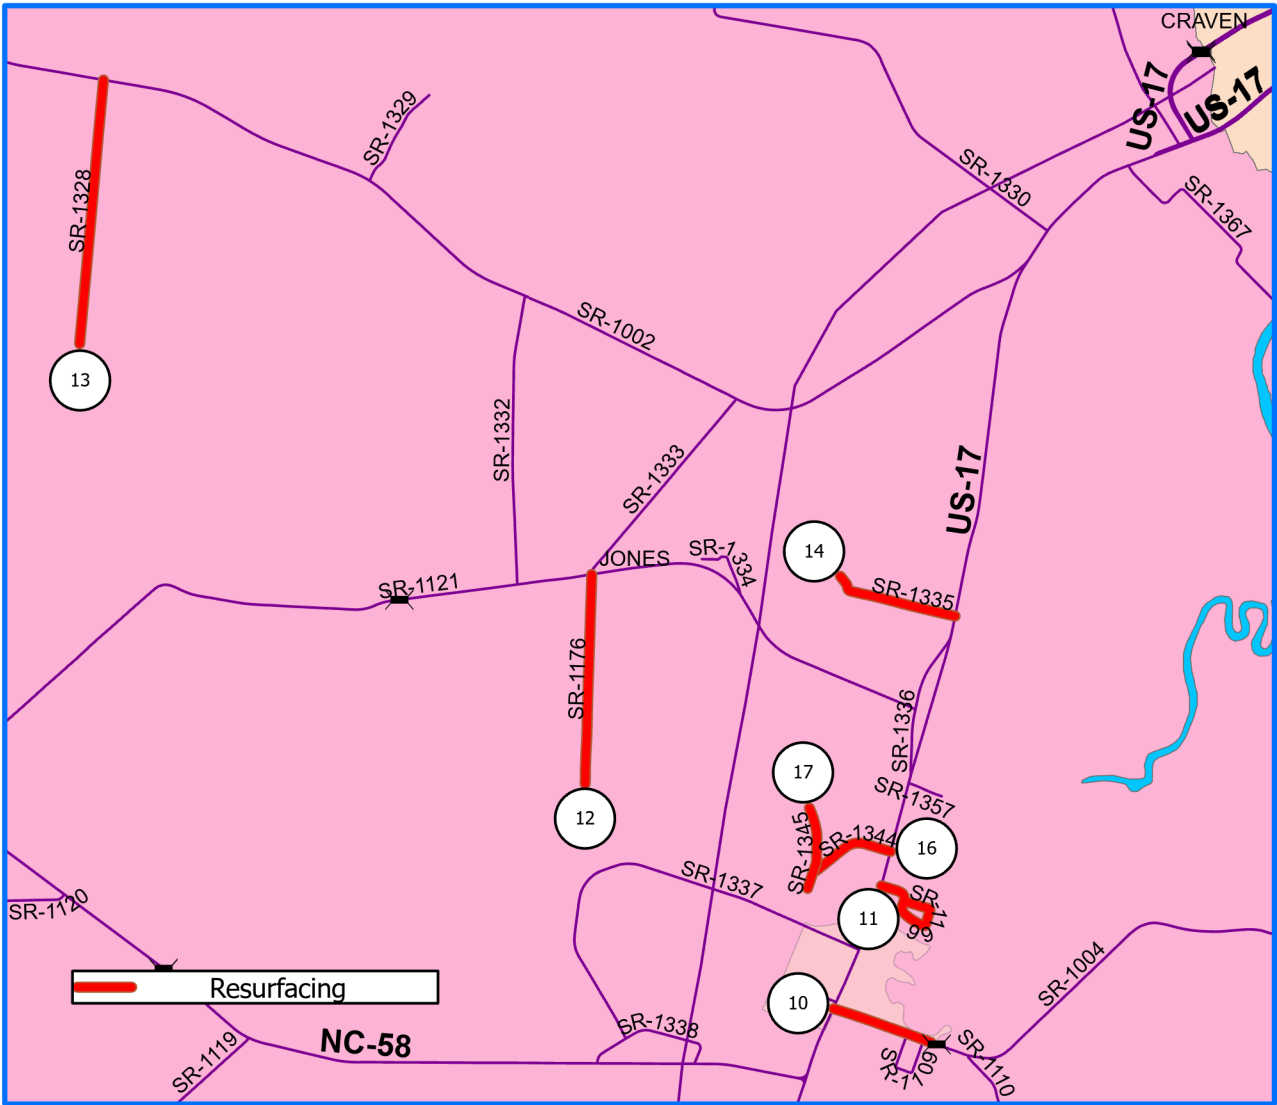 CRAVEN
US-17
US-17
SR-1329
SR-1330
SR-1328
SR-1367
SR-1002
13
SR-1332
SR-1333
US-17
JONES
SR-1334
14
SR-1121
SR-1335
SR-1176
SR-1336
17
SR-1357
12
SR-1345
SR-1344
16
SR-1337
SR-1120
11
SR-1199
SR-1004
Resurfacing
10
SR-1338
NC-58
SR-1119
SR-1709
SR-1110